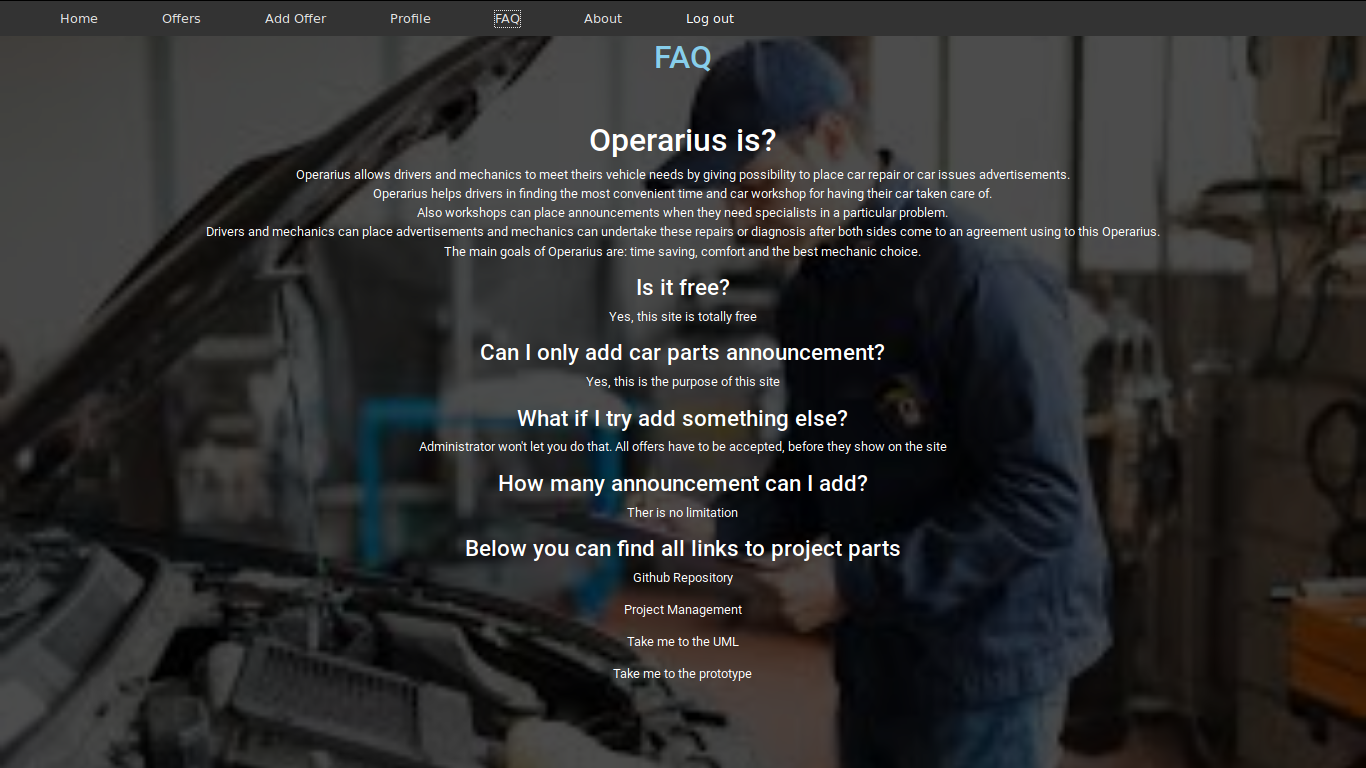 Home Offers Add Offer Profile FAQ About Log out
FAQ
Operarius is?
Operarius allows drivers and mechanics to meet theirs vehicle needs by giving possibility to place car repair or car issues advertisements.
Operarius helps drivers in finding the most convenient time and car workshop for having their car taken care of.
Also workshops can place announcements when they need specialists in a particular problem.
Drivers and mechanics can place advertisements and mechanics can undertake these repairs or diagnosis after both sides come to an agreement using to this Operarius.
The main goals of Operarius are: time saving, comfort and the best mechanic choice.
Is it free?
Yes, this site is totally free
Can I only add car parts announcement?
Yes, this is the purpose of this site
What if I try add something else?
Administrator won't let you do that. All offers have to be accepted, before they show on the site
How many announcement can I add?
Ther is no limitation
Below you can find all links to project parts
Github Repository
Project Management
Take me to the UML
Take me to the prototype